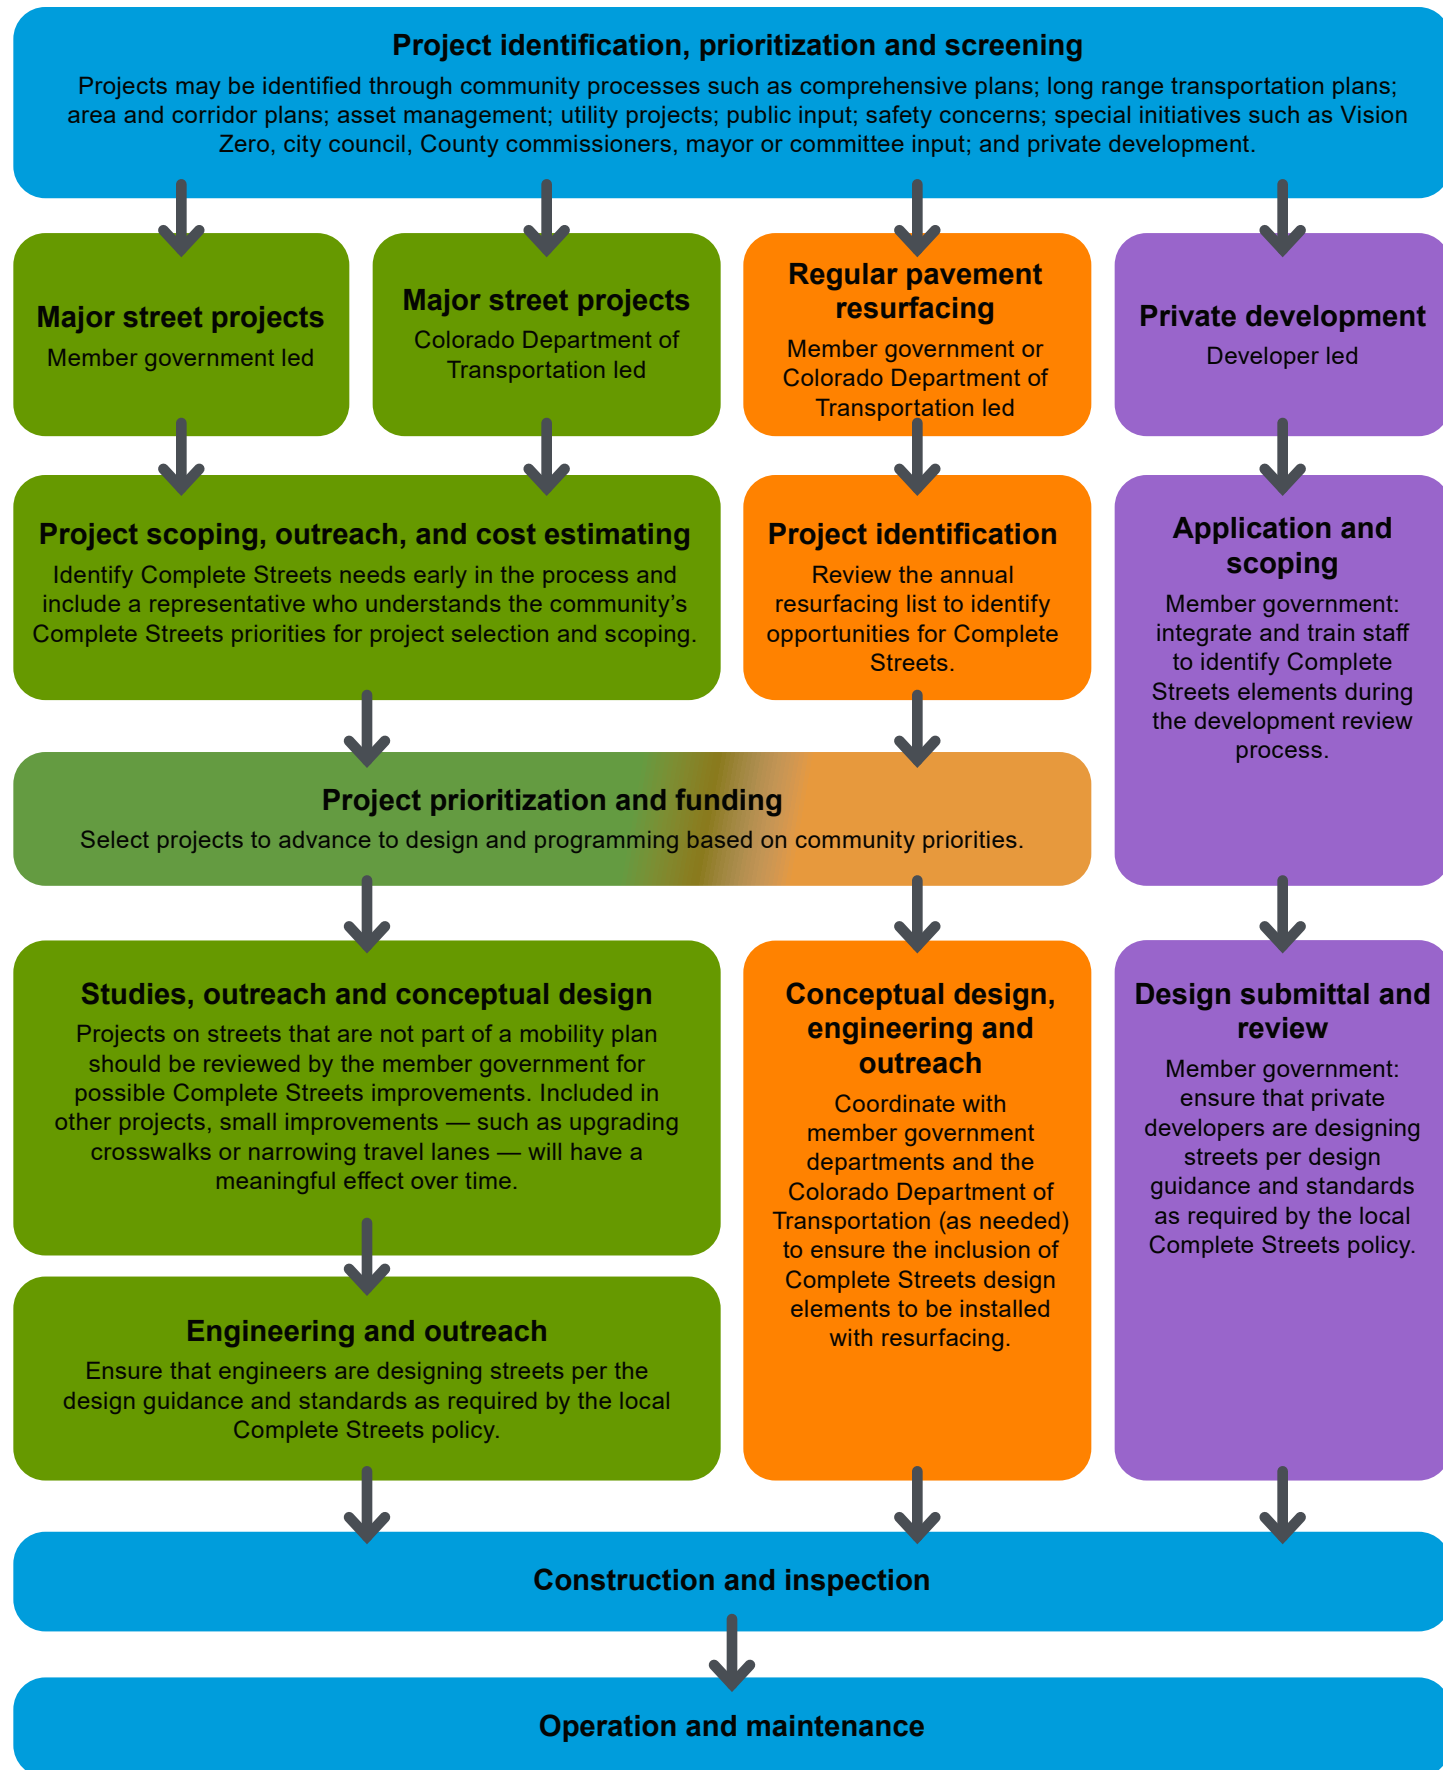 Project identification, prioritization and screening
Projects may be identified through community processes such as comprehensive plans; long range transportation plans;
area and corridor plans; asset management; utility projects; public input; safety concerns; special initiatives such as Vision
Zero, city council, County commissioners, mayor or committee input; and private development.
Major street projects
Member government led
Major street projects
Colorado Department of
Transportation led
Regular pavement
resurfacing
Member government or
Colorado Department of
Transportation led
Private development
Developer led
Project scoping, outreach, and cost estimating
Identify Complete Streets needs early in the process and
include a representative who understands the community’s
Complete Streets priorities for project selection and scoping.
Project identification
Review the annual
resurfacing list to identify
opportunities for Complete
Streets.
Application and
scoping
Member government:
integrate and train staff
to identify Complete
Streets elements during
the development review
process.
Project prioritization and funding
Select projects to advance to design and programming based on community priorities.
Studies, outreach and conceptual design
Projects on streets that are not part of a mobility plan
should be reviewed by the member government for
possible Complete Streets improvements. Included in
other projects, small improvements — such as upgrading
crosswalks or narrowing travel lanes — will have a
meaningful effect over time.
Conceptual design,
engineering and
outreach
Coordinate with
member government
departments and the
Colorado Department of
Transportation (as needed)
to ensure the inclusion of
Complete Streets design
elements to be installed
with resurfacing.
Design submittal and
review
Member government:
ensure that private
developers are designing
streets per design
guidance and standards
as required by the local
Complete Streets policy.
Engineering and outreach
Ensure that engineers are designing streets per the
design guidance and standards as required by the local
Complete Streets policy.
Construction and inspection
Operation and maintenance